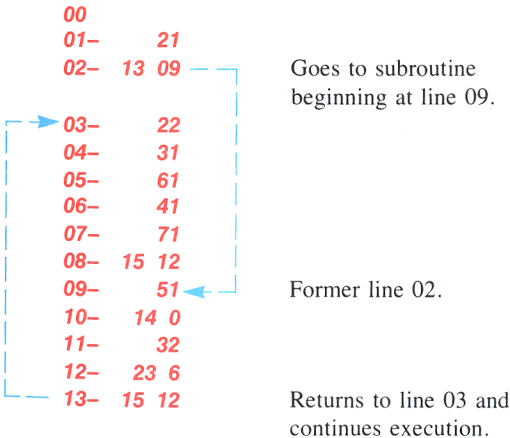 00
01– 21
02– 13 09 Goes to subroutine
beginning at line 09.
03– 22
04– 31
05– 61
06– 41
07– 71
08– 15 12
09– 51 Former line 02.
10– 14 0
11– 32
12– 23 6
13– 15 12 Returns to line 03 and
continues execution.